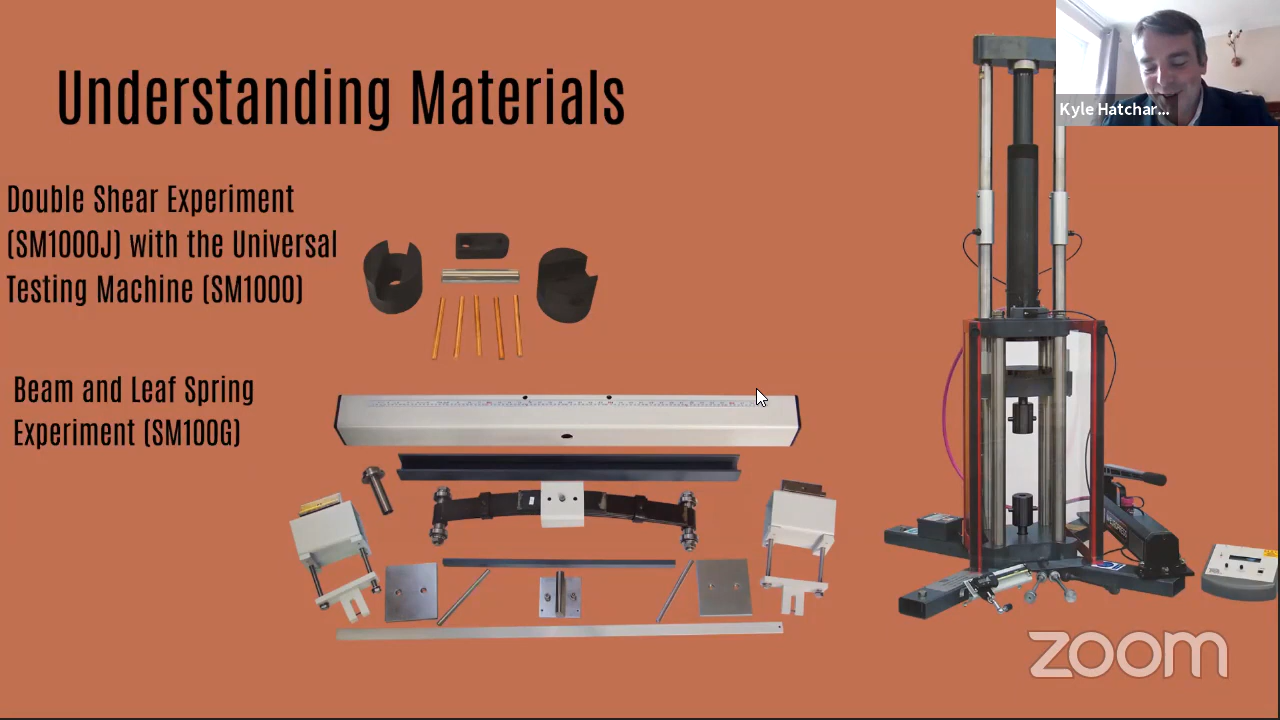 Understanding Materials
Kyle Hatchar...
Double Shear Experiment
(SM1000J) with the Universal
Testing Machine (SM1000)
Beam and Leaf Spring
Experiment (SM100G)
zoom